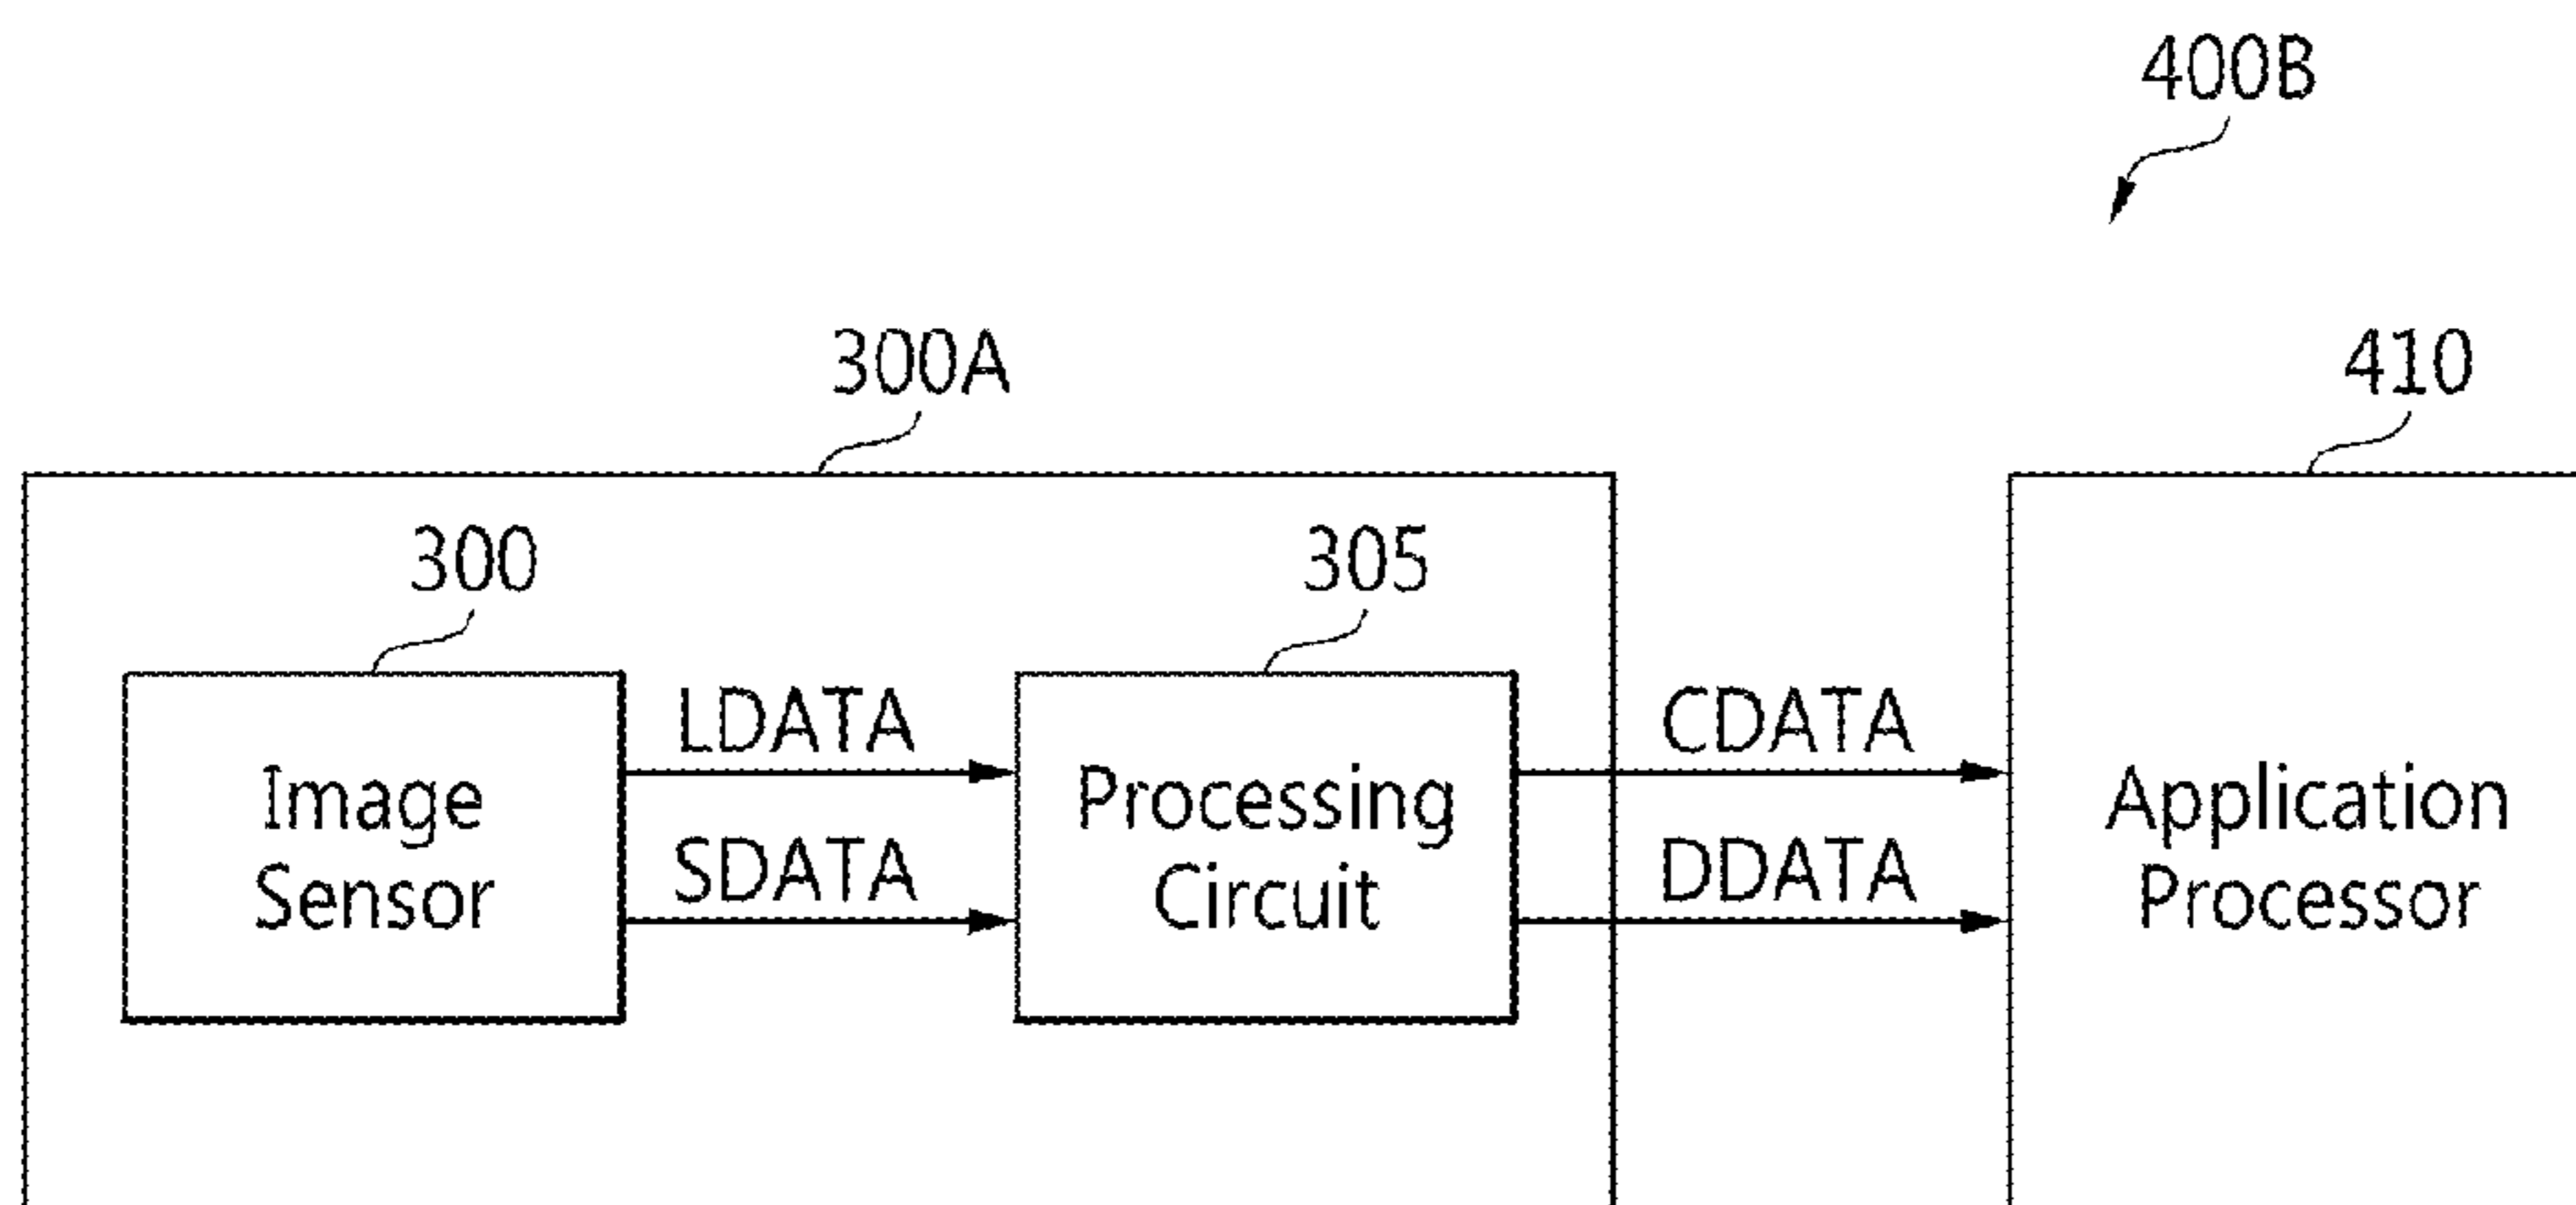 400B
300A
410
300
305
LDATA
CDATA
Image
Sensor
Processing
Circuit
Application
Processor
SDATA
DDATA